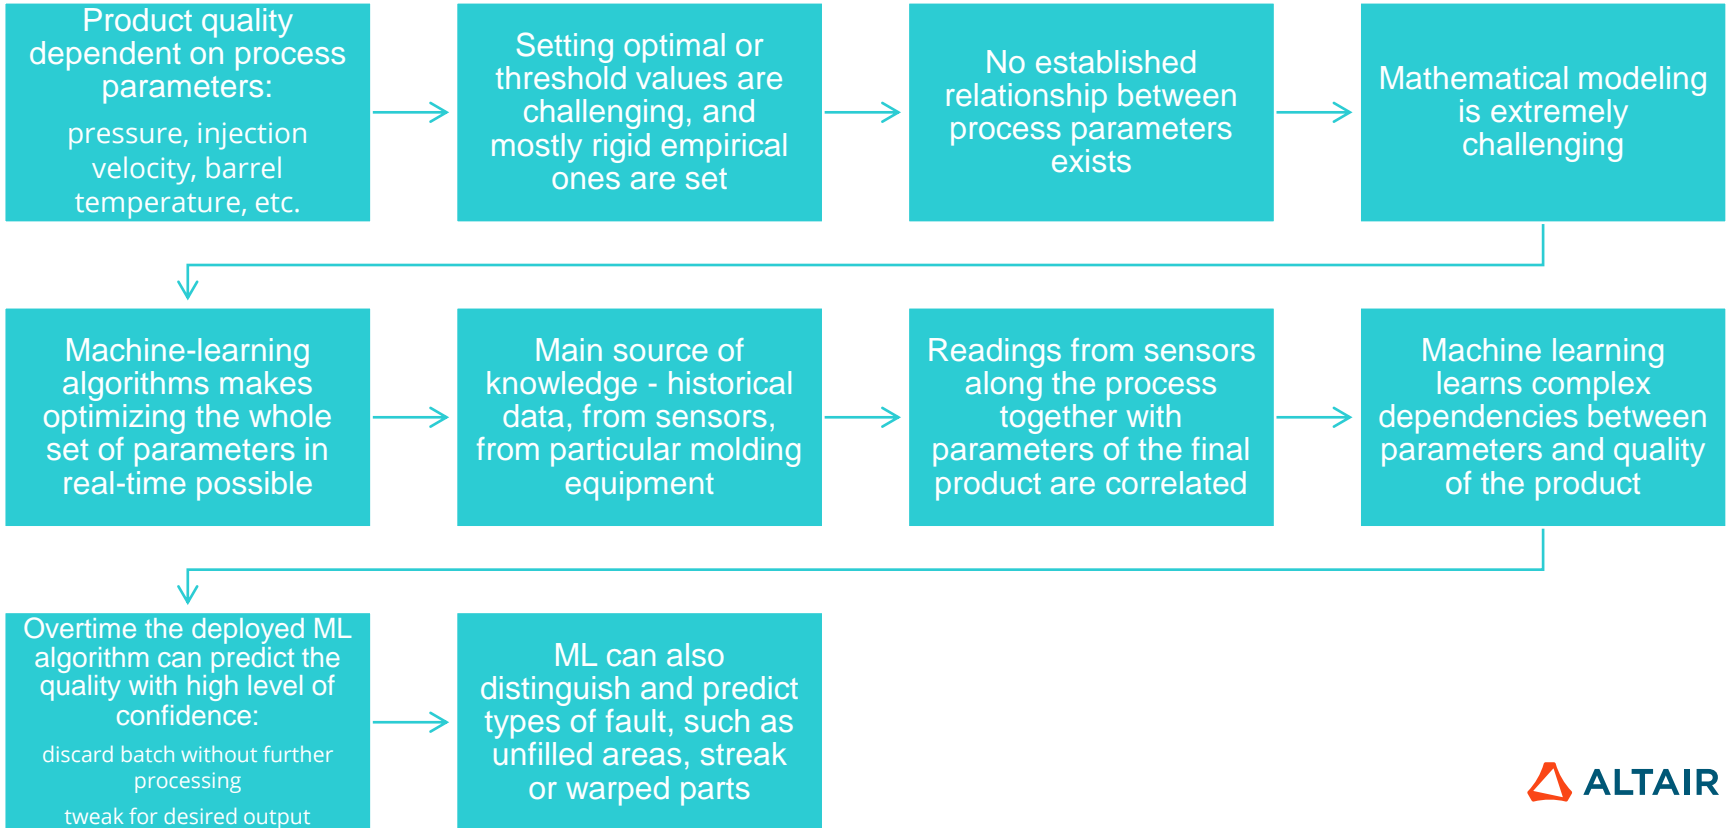 Product quality
dependent on process
parameters:
pressure, injection
velocity, barrel
temperature, etc.
Setting optimal or
threshold values are
challenging, and
mostly rigid empirical
ones are set
No established
relationship between
process parameters
exists
Mathematical modeling
is extremely
challenging
Machine-learning
algorithms makes
optimizing the whole
set of parameters in
real-time possible
Main source of
knowledge - historical
data, from sensors,
from particular molding
equipment
Readings from sensors
along the process
together with
parameters of the final
product are correlated
Machine learning
learns complex
dependencies between
parameters and quality
of the product
Overtime the deployed ML
algorithm can predict the
quality with high level of
confidence:
discard batch without further
processing
tweak for desired output
ML can also
distinguish and predict
types of fault, such as
unfilled areas, streak
or warped parts
ALTAIR